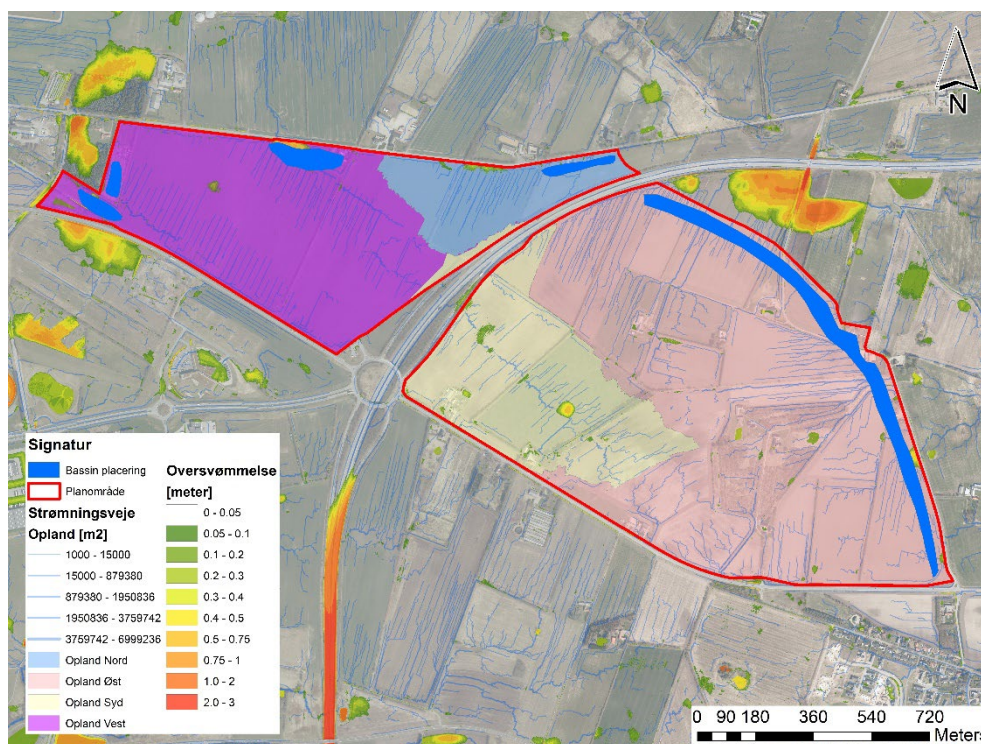 N
Signatur
Bassin placering
Planområde
Strømningsveje
Opland [m2]
1000 - 15000
15000 - 879380
879380 - 1950836
1950836 - 3759742
3759742 - 6999236
Opland Nord
Opland Øst
Opland Syd
Opland Vest
Oversvømmelse
[meter]
0 - 0.05
0.05 - 0.1
0.1 - 0.2
0.2 - 0.3
0.3 - 0.4
0.4 - 0.5
0.5 - 0.75
0.75 - 1
1.0 - 2
2.0 - 3
0 90 180 360 540 720
Meters